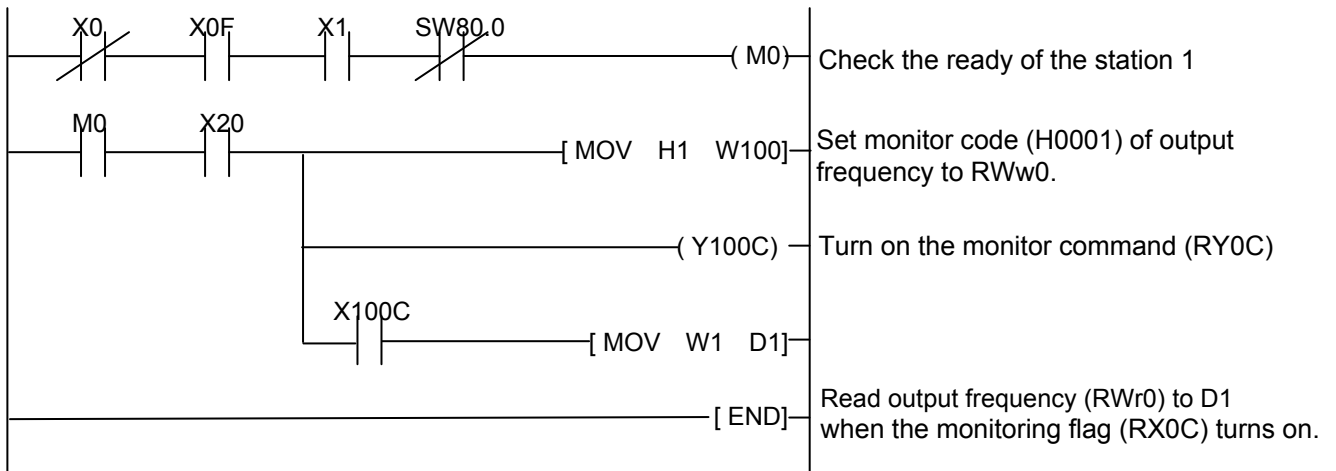 X0 X0F X1 SW80.0
( M0) Check the ready of the station 1
M0 X20
[ MOV H1 W100] Set monitor code (H0001) of output
frequency to RWw0.
( Y100C) Turn on the monitor command (RY0C)
X100C
[ MOV W1 D1]
[ END] Read output frequency (RWr0) to D1
when the monitoring flag (RX0C) turns on.